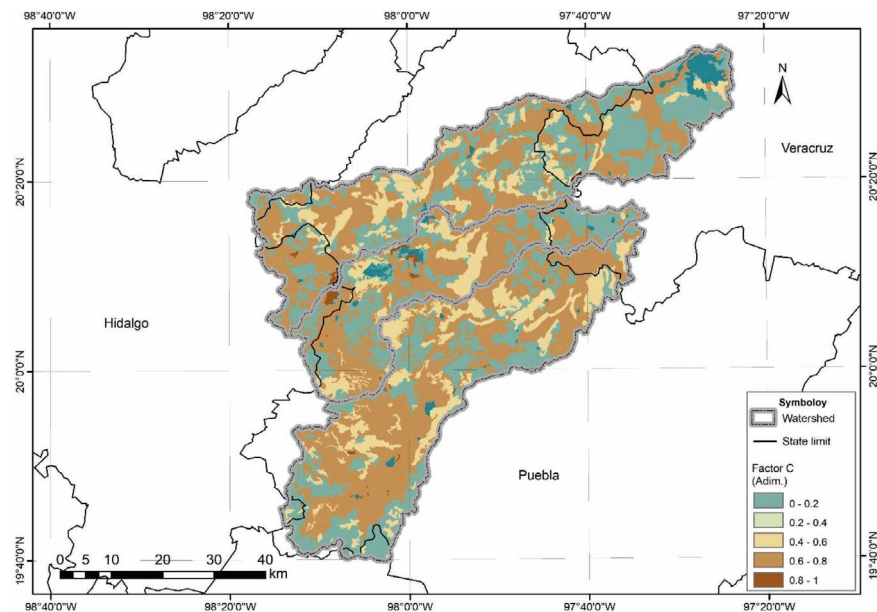 98°40'0"W 98°20'0"W 98°0'0"W 97°40'0"W 97°20'0"W
20°20'0"N 20°20'0"N
20°0'0"N 20°0'0"N
19°40'0"N 19°40'0"N
N
Veracruz
Hidalgo
Puebla
Symboloy
Watershed
State limit
Factor C
(Adim.)
0 - 0.2
0.2 - 0.4
0.4 - 0.6
0.6 - 0.8
0.8 - 1
0 5 10 20 30 40
km
98°40'0"W 98°20'0"W 98°0'0"W 97°40'0"W 97°20'0"W